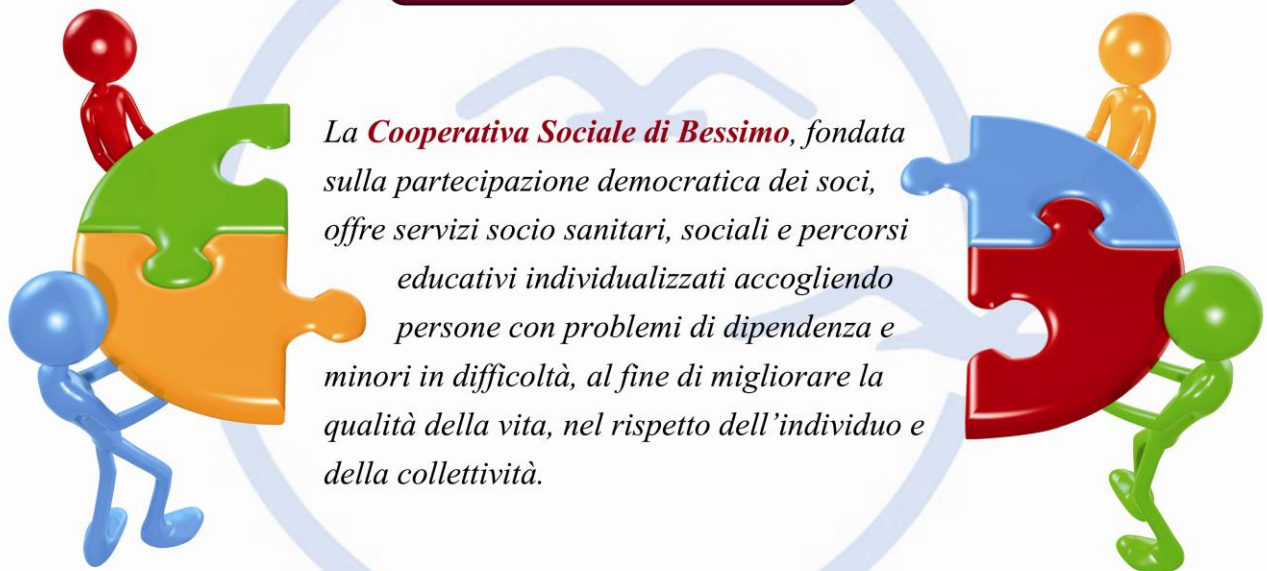 La Cooperativa Sociale di Bessimo, fondata
sulla partecipazione democratica dei soci,
offre servizi socio sanitari, sociali e percorsi
educativi individualizzati accogliendo
persone con problemi di dipendenza e
minori in difficoltà, al fine di migliorare la
qualità della vita, nel rispetto dell’individuo e
della collettività.